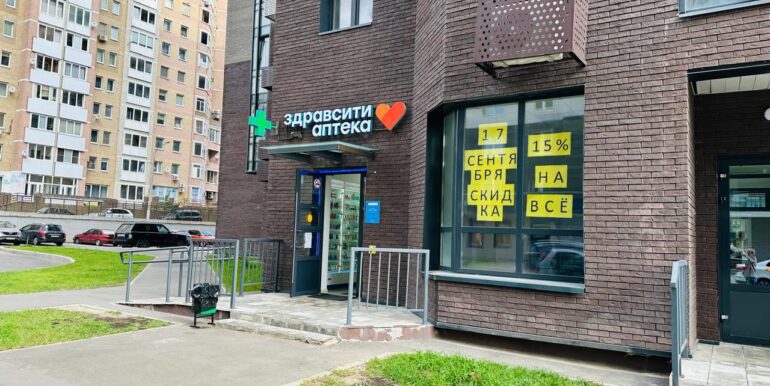 здравсити
аптека
17
СЕНТЯ
БРЯ
СКИД
КА
15%
НА
ВСЁ